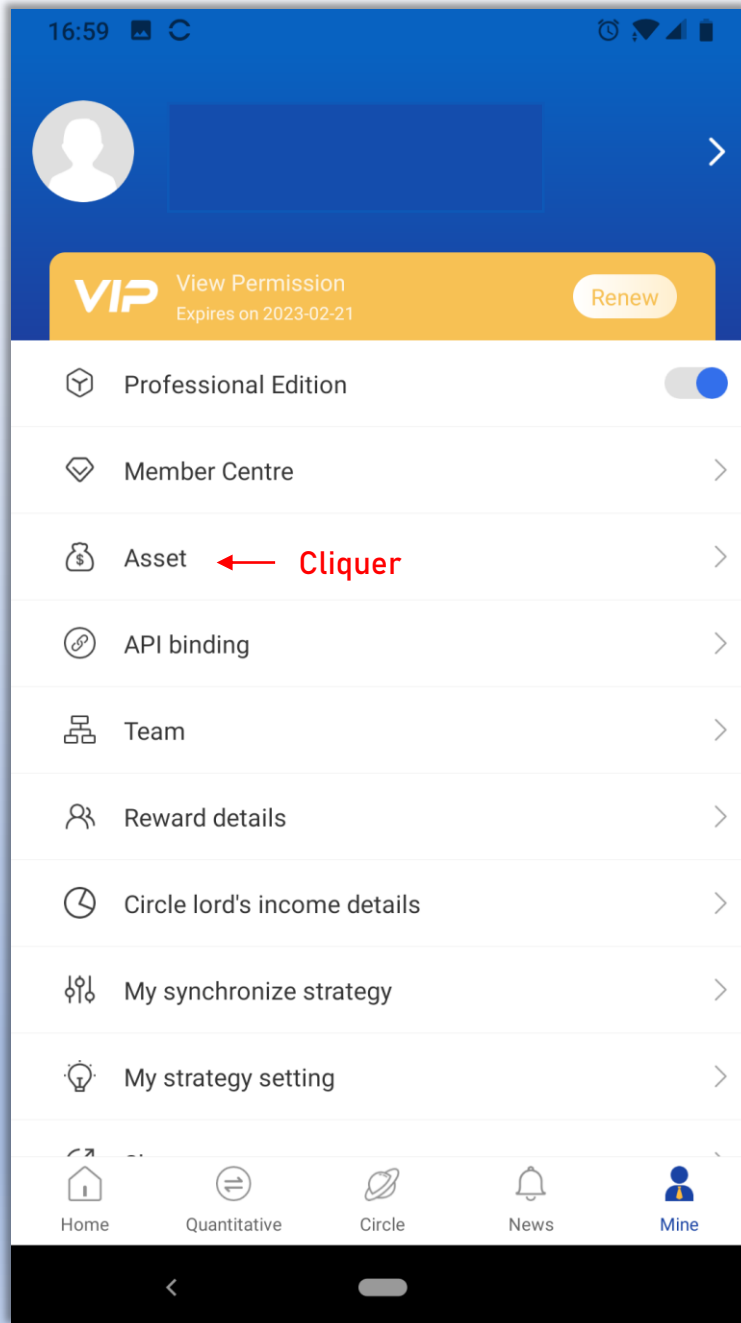 16:59
VIP
View Permission
Expires on 2023-02-21
Renew
Professional Edition
Member Centre
Asset Cliquer
API binding
Team
Reward details
Circle lord's income details
My synchronize strategy
My strategy setting
Home Quantitative Circle News Mine